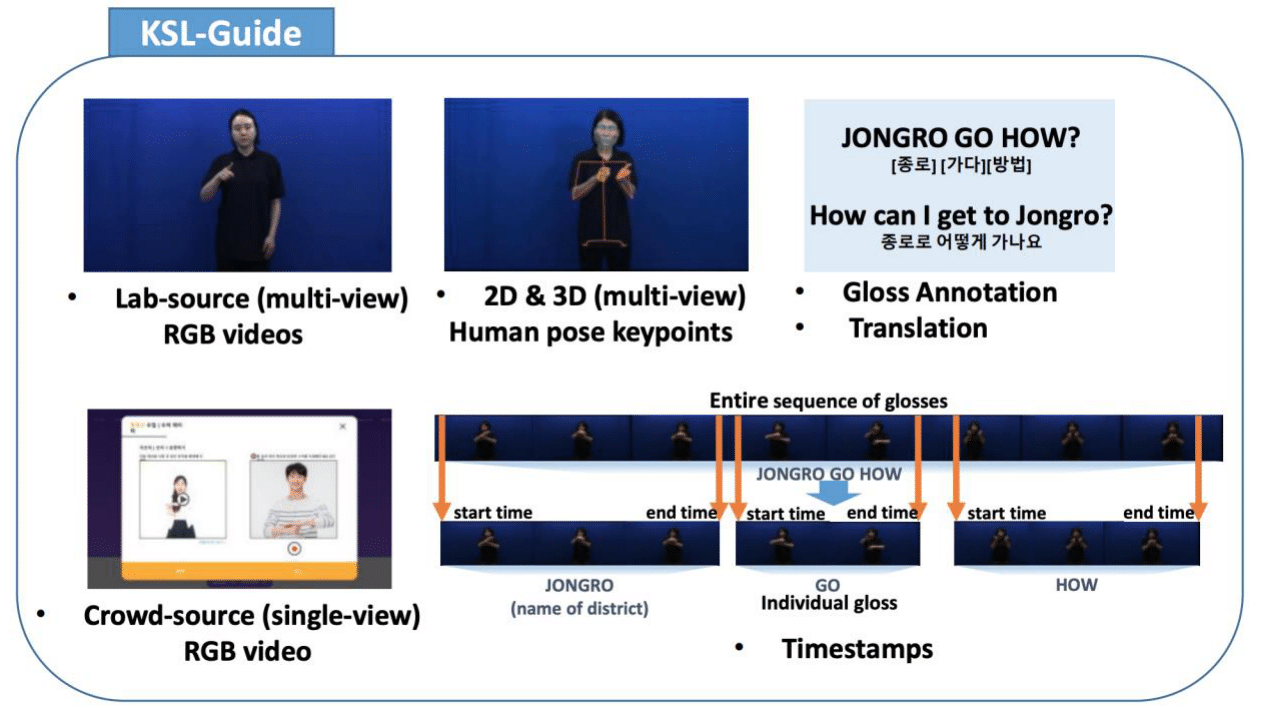 KSL-Guide
JONGRO GO HOW?
[종로] [가다][방법]
How can I get to Jongro?
종로로 어떻게 가나요
• Lab-source (multi-view)
RGB videos
• 2D & 3D (multi-view)
Human pose keypoints
• Gloss Annotation
• Translation
• Crowd-source (single-view)
RGB video
Entire sequence of glosses
JONGRO GO HOW
start time end time start time end time start time end time
JONGRO GO HOW
(name of district) Individual gloss
• Timestamps